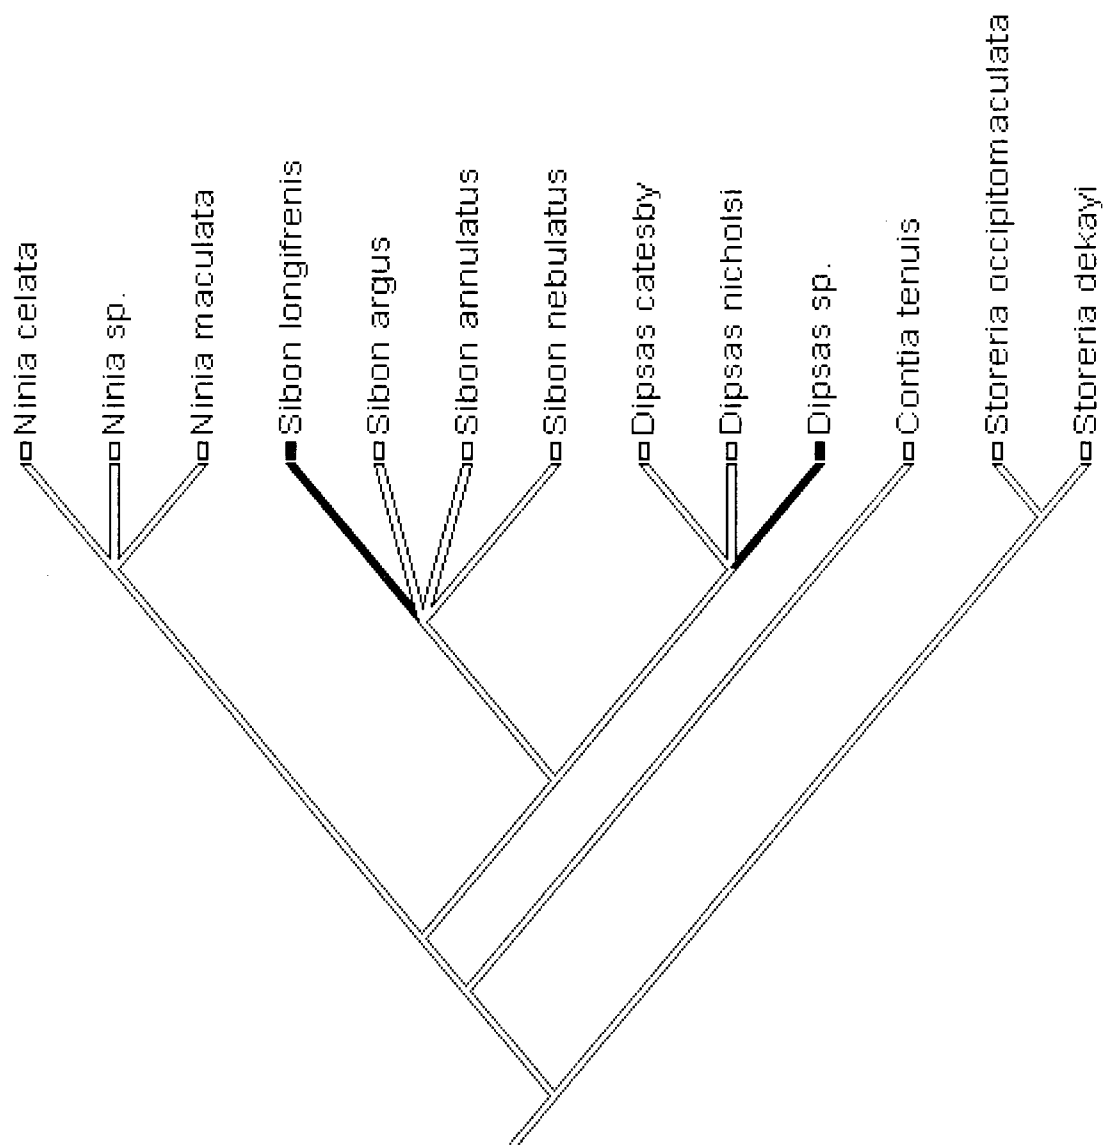 Ninia celata
Ninia sp.
Ninia maculata
Sibon longifrenis
Sibon argus
Sibon annulatus
Sibon nebulatus
Dipsas catesby
Dipsas nicholsi
Dipsas sp.
Contia tenuis
Storeria occipitomaculata
Storeria dekayi